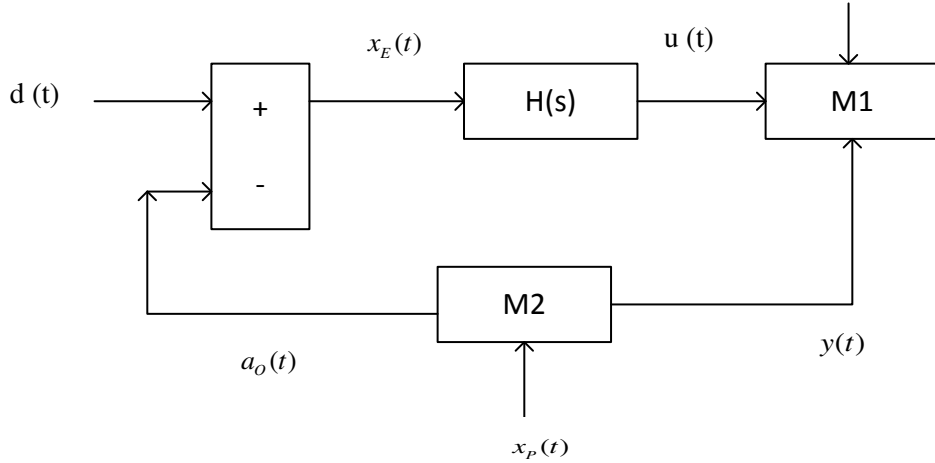 x_E(t)
u (t)
d (t)
+
H(s)
M1
-
M2
a_O(t)
y(t)
x_P(t)